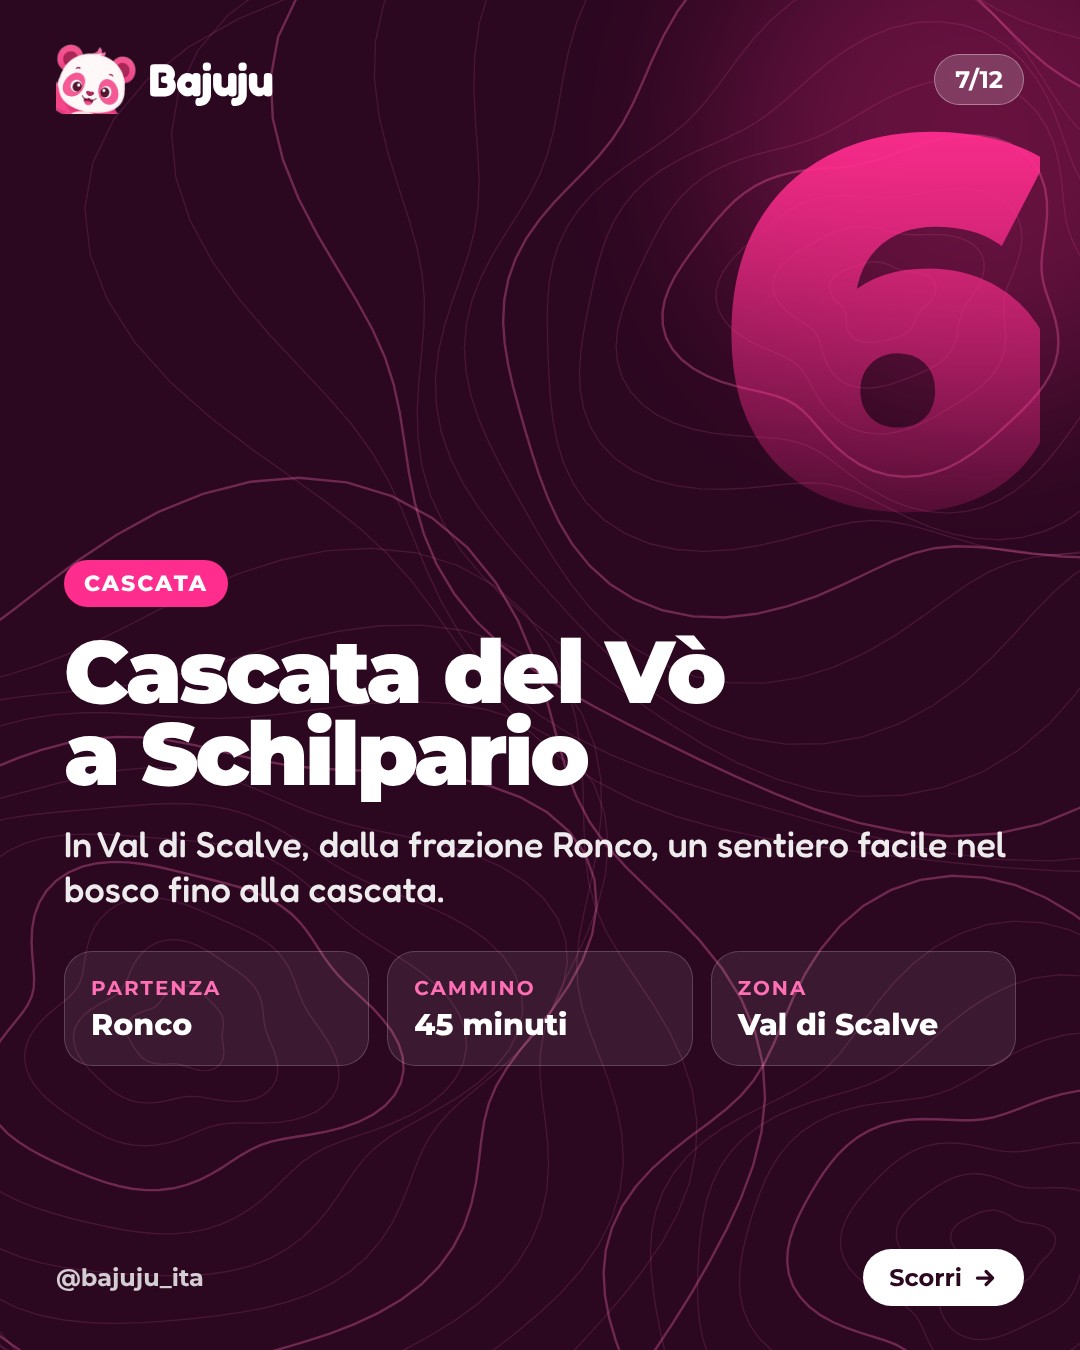 Bajuju
7/12
6
CASCATA
Cascata del Vò
a Schilpario
In Val di Scalve, dalla frazione Ronco, un sentiero facile nel
bosco fino alla cascata.
PARTENZA
Ronco
CAMMINO
45 minuti
ZONA
Val di Scalve
@bajuju_ita
Scorri →